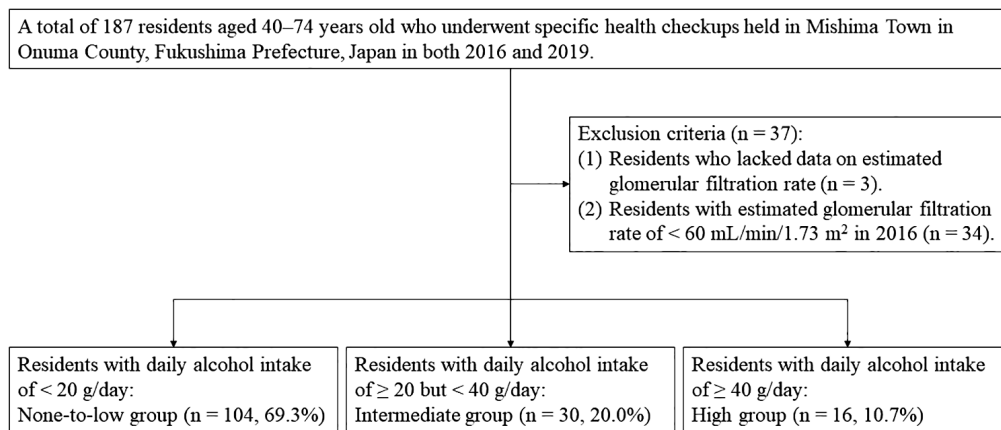 A total of 187 residents aged 40–74 years old who underwent specific health checkups held in Mishima Town in
Onuma County, Fukushima Prefecture, Japan in both 2016 and 2019.
Exclusion criteria (n = 37):
(1) Residents who lacked data on estimated
glomerular filtration rate (n = 3).
(2) Residents with estimated glomerular filtration
rate of < 60 mL/min/1.73 m² in 2016 (n = 34).
Residents with daily alcohol intake
of < 20 g/day:
None-to-low group (n = 104, 69.3%)
Residents with daily alcohol intake
of ≥ 20 but < 40 g/day:
Intermediate group (n = 30, 20.0%)
Residents with daily alcohol intake
of ≥ 40 g/day:
High group (n = 16, 10.7%)